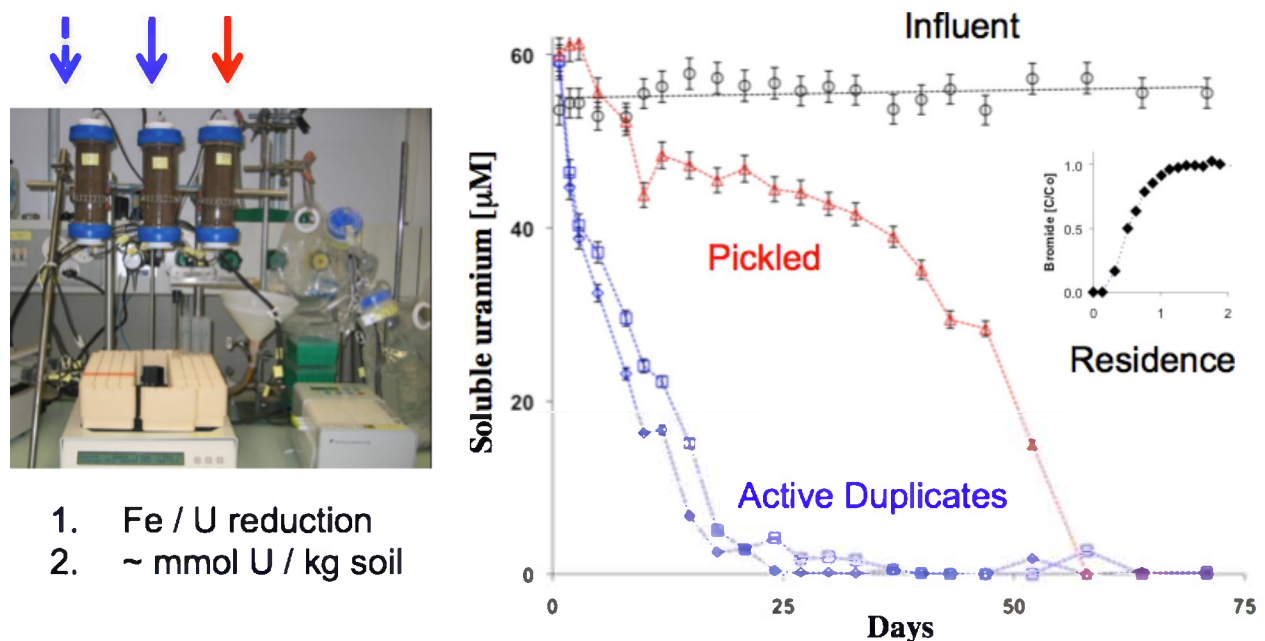 Influent
60
40
20
0
Soluble uranium [µM]
Pickled
1.0
0.5
0.0
Bromide [C/Co]
0
1
2
Residence
Active Duplicates
0
25
50
75
Days
1. Fe / U reduction
2. ~ mmol U / kg soil